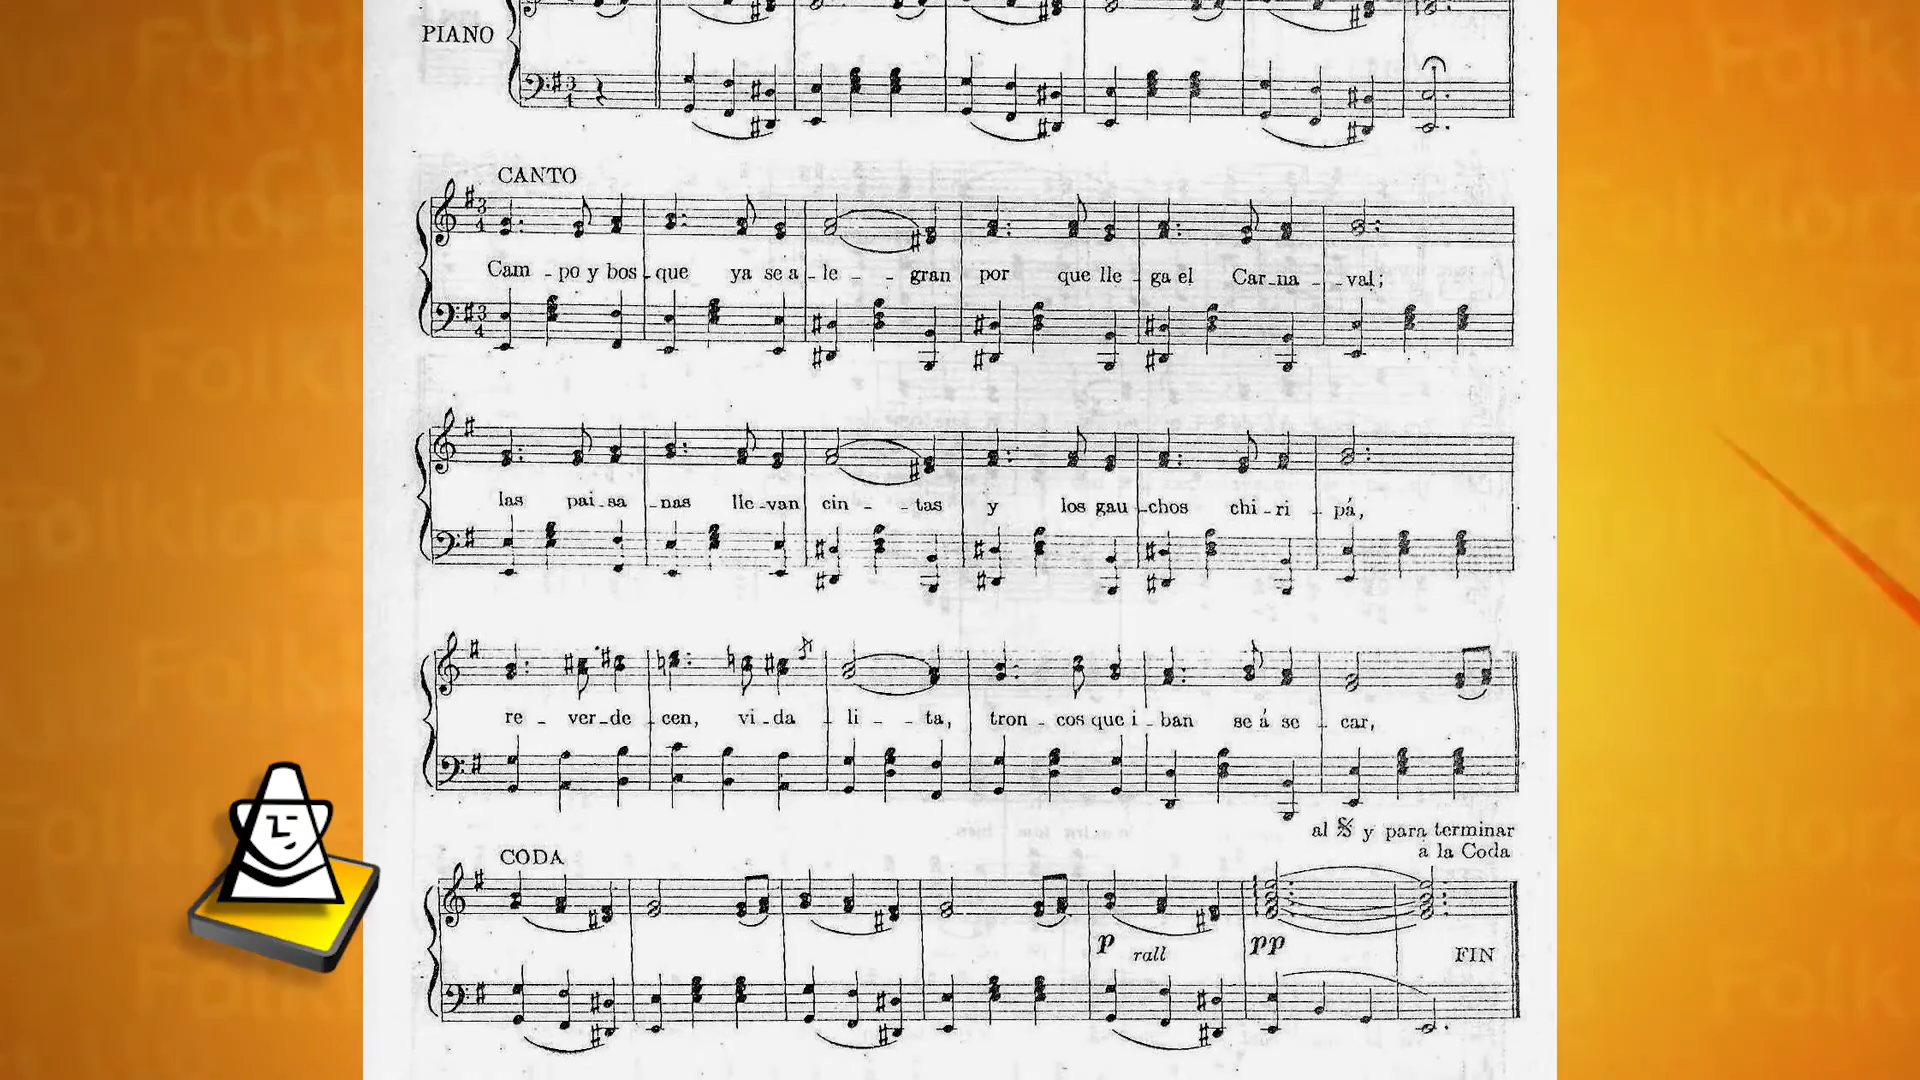 PIANO
CANTO
Cam - po y bos - que ya se a - le - - gran por que lle - ga el Car - na - - val;
las pai - sa - nas lle - van cin - - tas y los gau - chos chi - ri - pá,
re - ver - de - cen, vi - da - li - - ta, tron - cos que i - ban se á se - car,
al 𝄋 y para terminar
a la Coda
CODA
p rall pp FIN